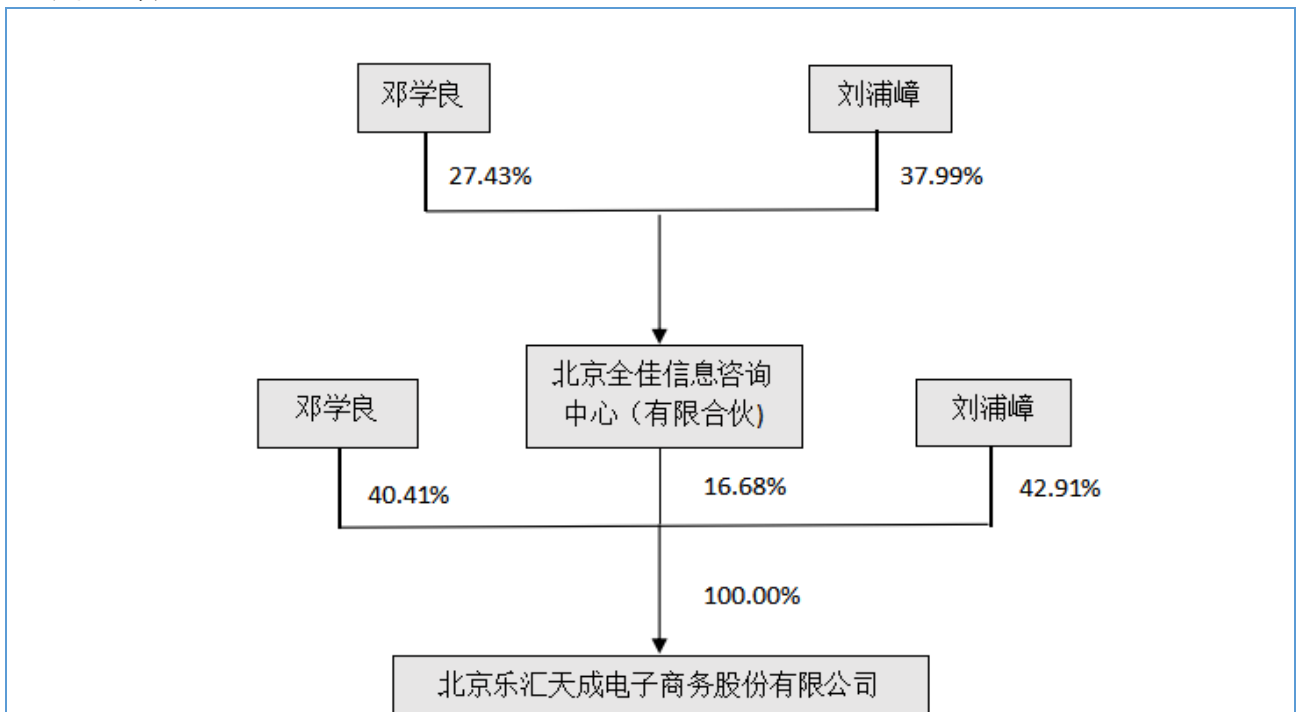 邓学良
刘浦嶂
27.43%
37.99%
北京全佳信息咨询
中心（有限合伙)
邓学良
刘浦嶂
40.41%
16.68%
42.91%
100.00%
北京乐汇天成电子商务股份有限公司